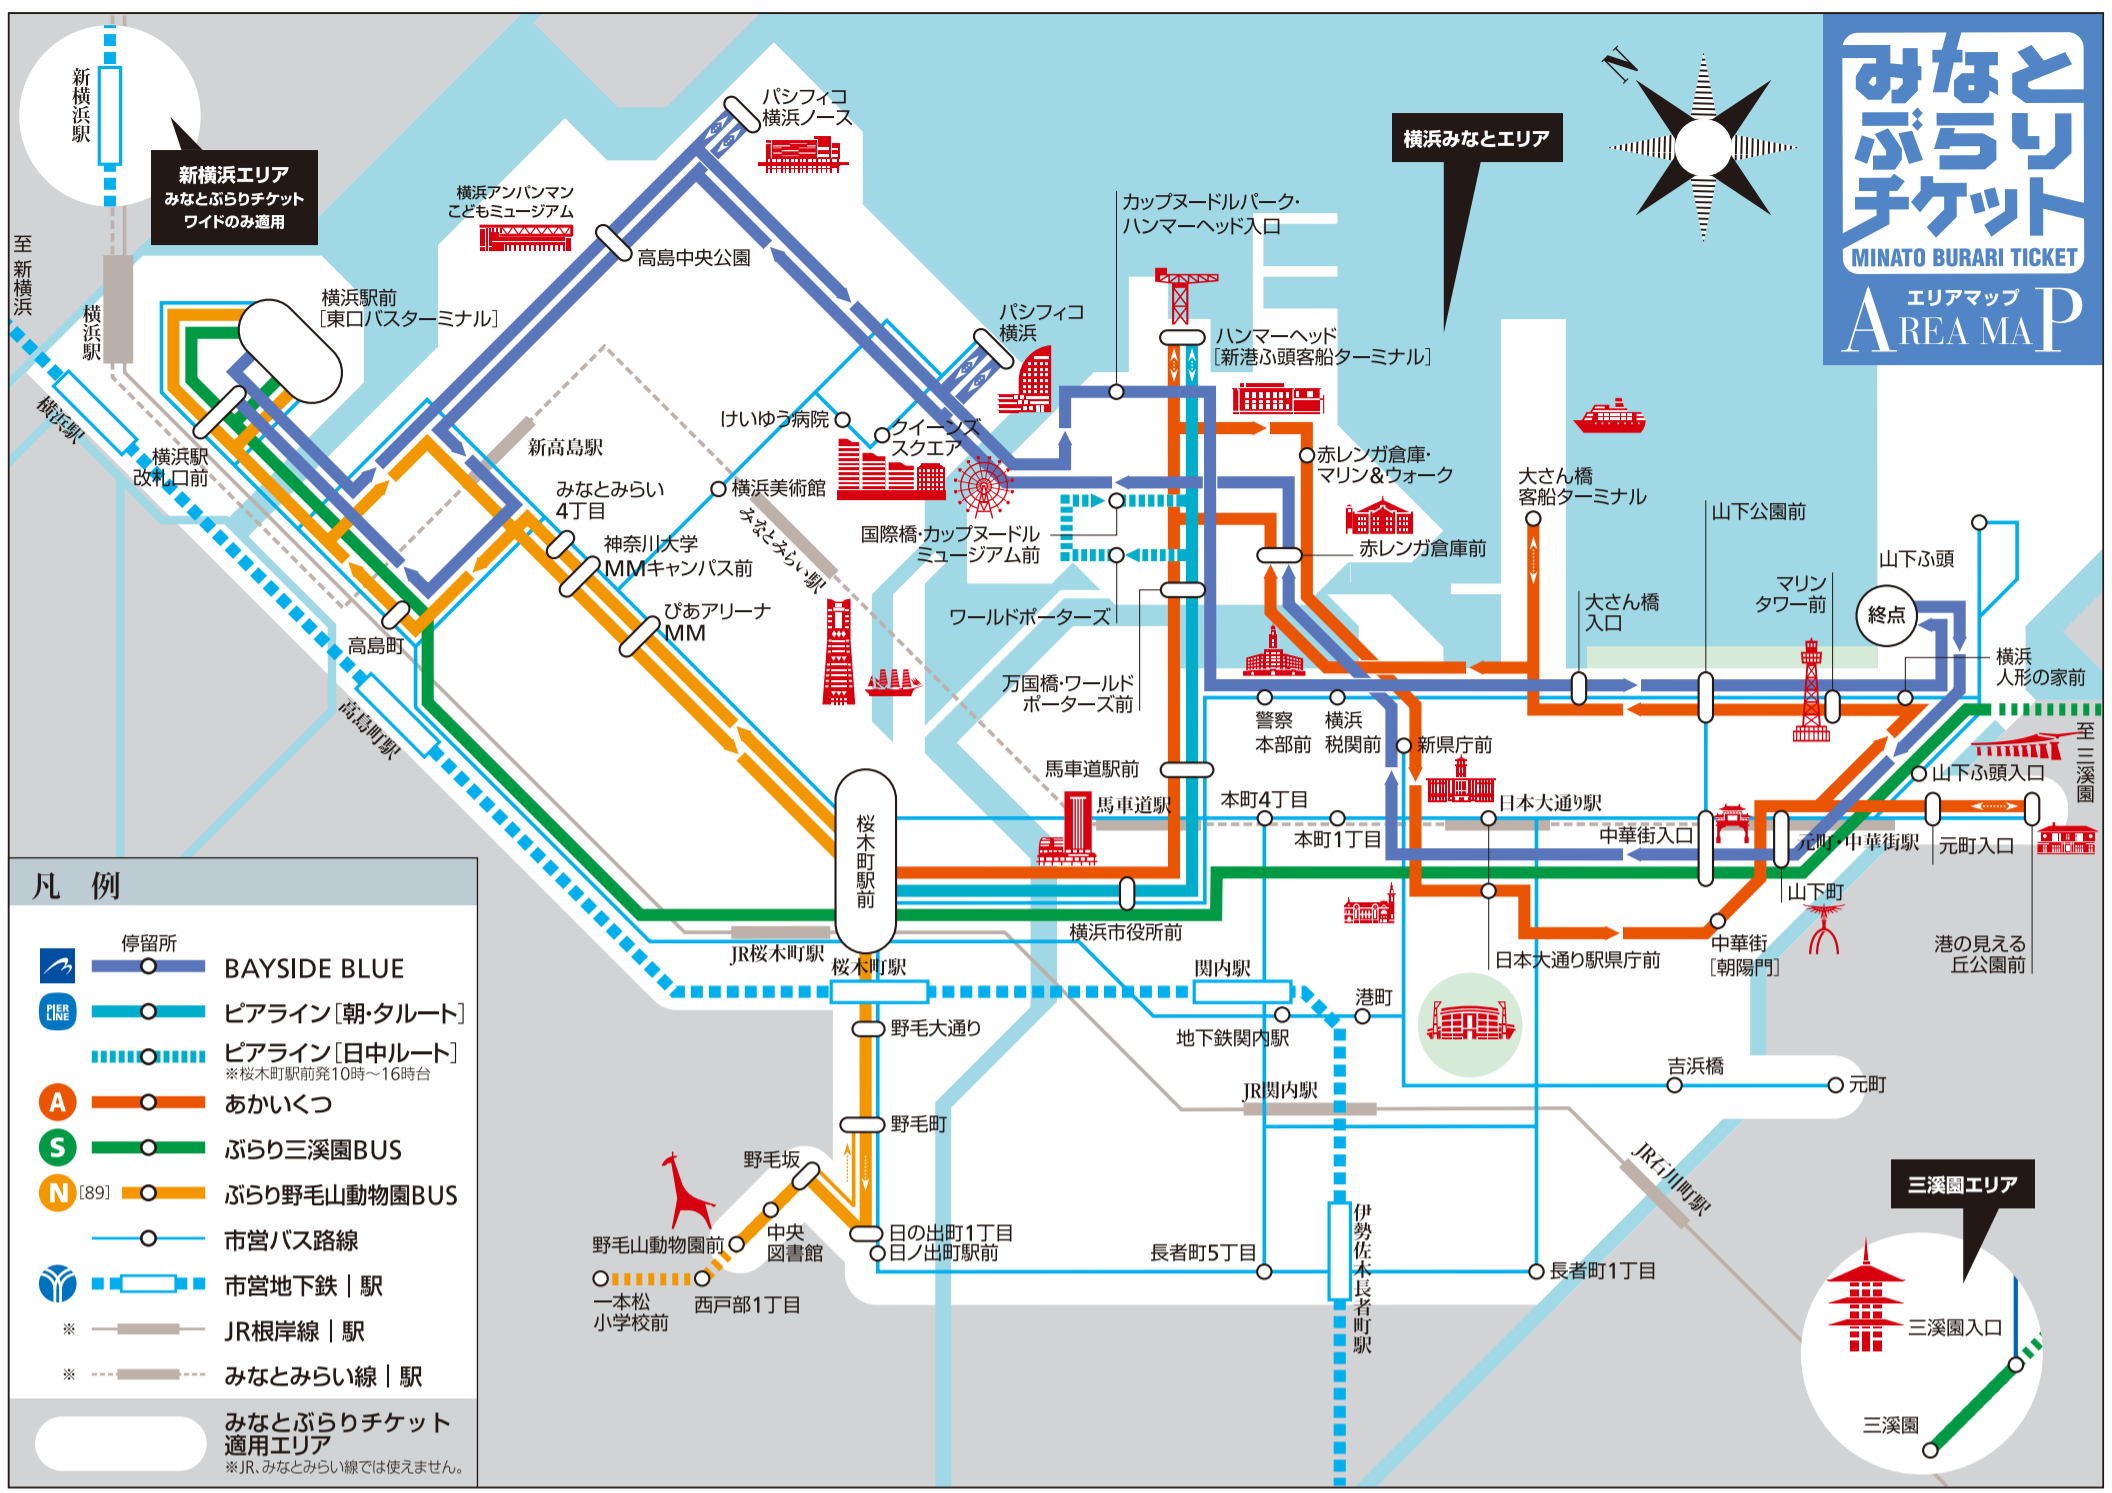 新横浜駅
新横浜エリア
みなとぶらりチケット
ワイドのみ適用
至 新横浜
横浜駅
横浜駅前
[東口バスターミナル]
横浜駅
横浜駅
改札口前
横浜アンパンマン
こどもミュージアム
パシフィコ
横浜ノース
高島中央公園
新高島駅
みなとみらい
4丁目
神奈川大学
MMキャンパス前
ぴあアリーナ
MM
高島町
高島町駅
けいゆう病院
クイーンズ
スクエア
横浜美術館
みなとみらい駅
パシフィコ
横浜
カップヌードルパーク・
ハンマーヘッド入口
ハンマーヘッド
[新港ふ頭客船ターミナル]
国際橋・カップヌードル
ミュージアム前
ワールドポーターズ
万国橋・ワールド
ポーターズ前
赤レンガ倉庫・
マリン&ウォーク
赤レンガ倉庫前
横浜みなとエリア
N
みなと
ぶらり
チケット
MINATO BURARI TICKET
エリアマップ
AREA MAP
大さん橋
客船ターミナル
大さん橋
入口
山下公園前
マリン
タワー前
山下ふ頭
終点
横浜
人形の家前
至 三溪園
警察
本部前
横浜
税関前
新県庁前
馬車道駅前
馬車道駅
本町4丁目
本町1丁目
日本大通り駅
中華街入口
元町・中華街駅
山下ふ頭入口
元町入口
山下町
港の見える
丘公園前
中華街
[朝陽門]
日本大通り駅県庁前
桜木町駅前
横浜市役所前
JR桜木町駅
桜木町駅
関内駅
地下鉄関内駅
港町
JR関内駅
吉浜橋
元町
JR石川町駅
野毛大通り
野毛町
野毛坂
中央
図書館
野毛山動物園前
一本松
小学校前
西戸部1丁目
日の出町1丁目
日ノ出町駅前
長者町5丁目
長者町1丁目
伊勢佐木長者町駅
三溪園エリア
三溪園入口
三溪園
凡 例
停留所
BAYSIDE BLUE
PIER
LINE
ピアライン[朝・夕ルート]
ピアライン[日中ルート]
※桜木町駅前発10時～16時台
A
あかいくつ
S
ぶらり三溪園BUS
N [89]
ぶらり野毛山動物園BUS
市営バス路線
市営地下鉄|駅
※
JR根岸線|駅
※
みなとみらい線|駅
みなとぶらりチケット
適用エリア
※JR、みなとみらい線では使えません。